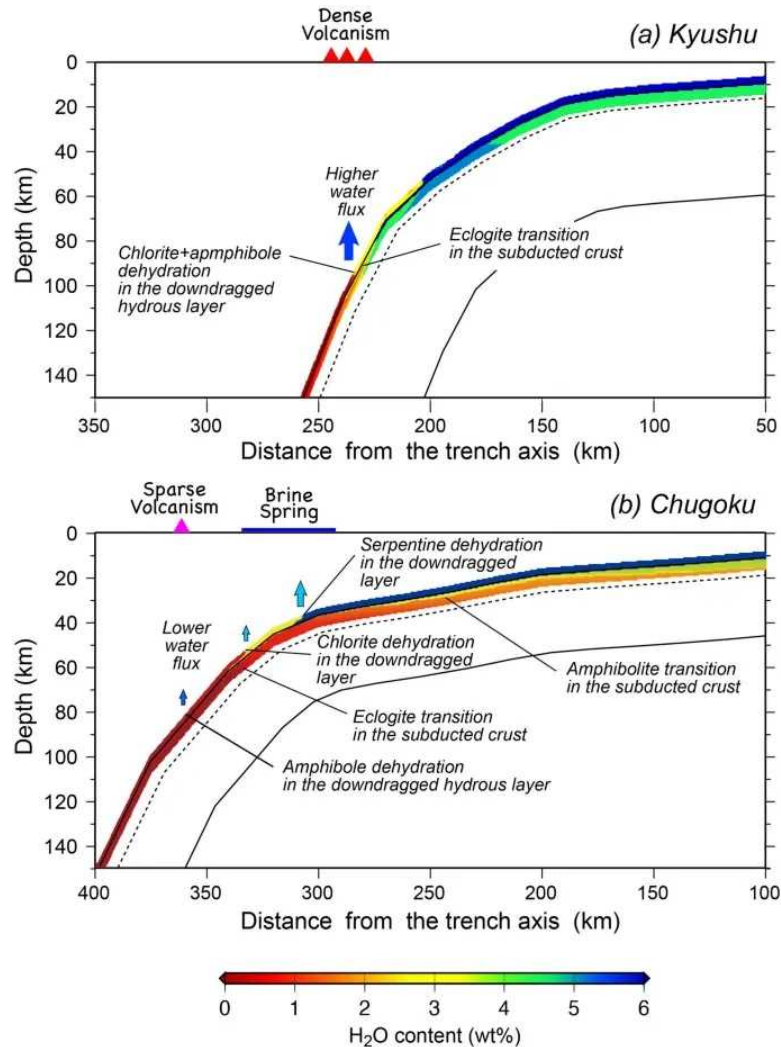 Dense
Volcanism
(a) Kyushu
0
20
40
60
80
100
120
140
Depth (km)
Higher
water
flux
Chlorite+apmphibole
dehydration
in the downdragged
hydrous layer
Eclogite transition
in the subducted crust
350
300
250
200
150
100
50
Distance from the trench axis (km)
Sparse
Volcanism
Brine
Spring
(b) Chugoku
0
20
40
60
80
100
120
140
Depth (km)
Serpentine dehydration
in the downdragged
layer
Lower
water
flux
Chlorite dehydration
in the downdragged
layer
Amphibolite transition
in the subducted crust
Eclogite transition
in the subducted crust
Amphibole dehydration
in the downdragged hydrous layer
400
350
300
250
200
150
100
Distance from the trench axis (km)
0 1 2 3 4 5 6
H₂O content (wt%)